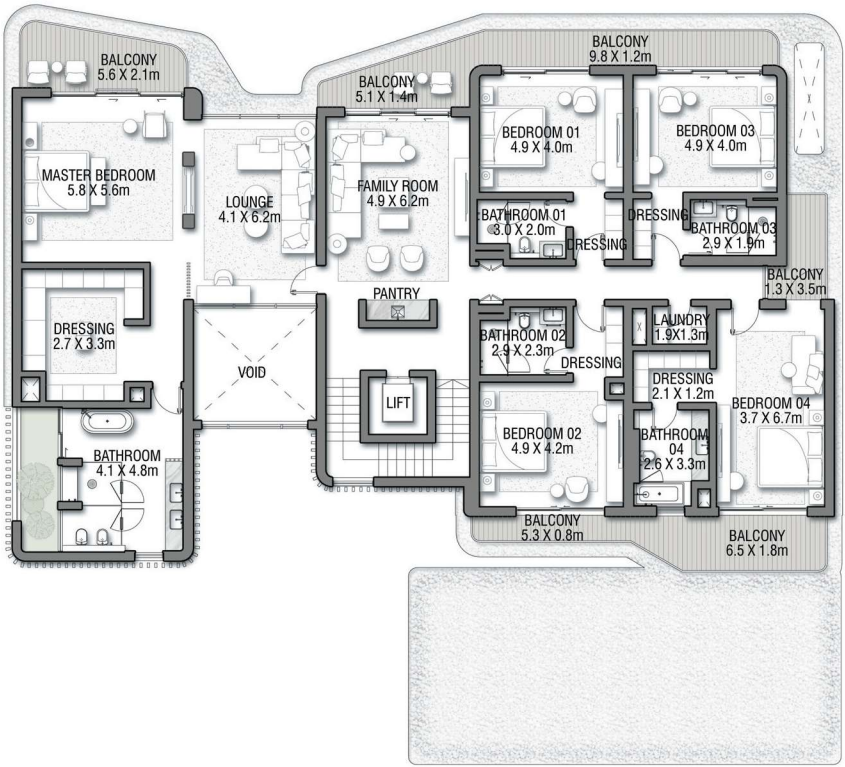 BALCONY
5.6 X 2.1m
BALCONY
5.1 X 1.4m
BALCONY
9.8 X 1.2m
MASTER BEDROOM
5.8 X 5.6m
LOUNGE
4.1 X 6.2m
FAMILY ROOM
4.9 X 6.2m
BEDROOM 01
4.9 X 4.0m
BEDROOM 03
4.9 X 4.0m
BATHROOM 01
3.0 X 2.0m
DRESSING
DRESSING
BATHROOM 03
2.9 X 1.9m
BALCONY
1.3 X 3.5m
PANTRY
DRESSING
2.7 X 3.3m
VOID
LIFT
BATHROOM 02
2.9 X 2.3m
DRESSING
LAUNDRY
1.9X1.3m
DRESSING
2.1 X 1.2m
BEDROOM 04
3.7 X 6.7m
BATHROOM
4.1 X 4.8m
BEDROOM 02
4.9 X 4.2m
BATHROOM
04
2.6 X 3.3m
BALCONY
5.3 X 0.8m
BALCONY
6.5 X 1.8m